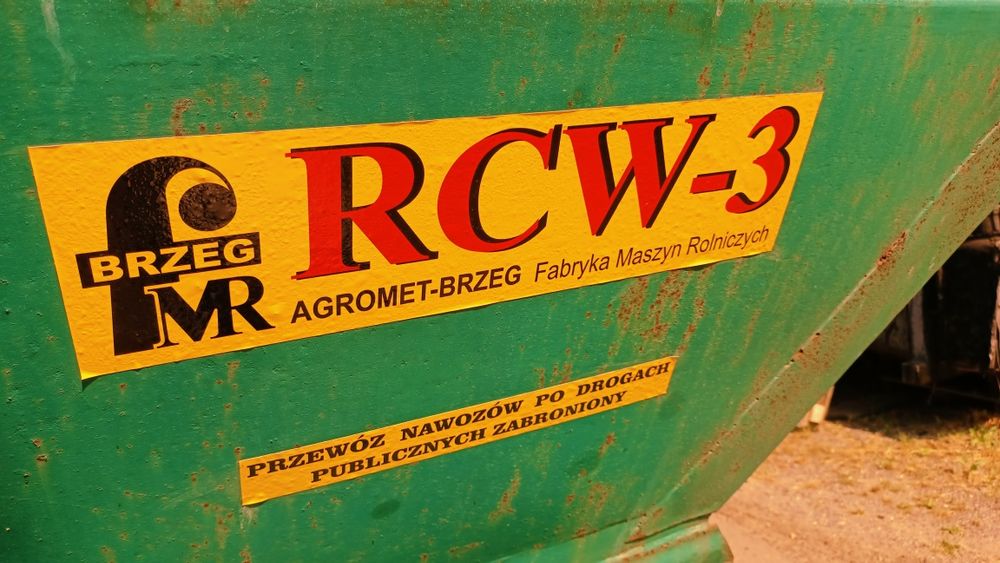 RCW-3
BRZEG
fMR
AGROMET-BRZEG Fabryka Maszyn Rolniczych
PRZEWÓZ NAWOZÓW PO DROGACH
PUBLICZNYCH ZABRONIONY